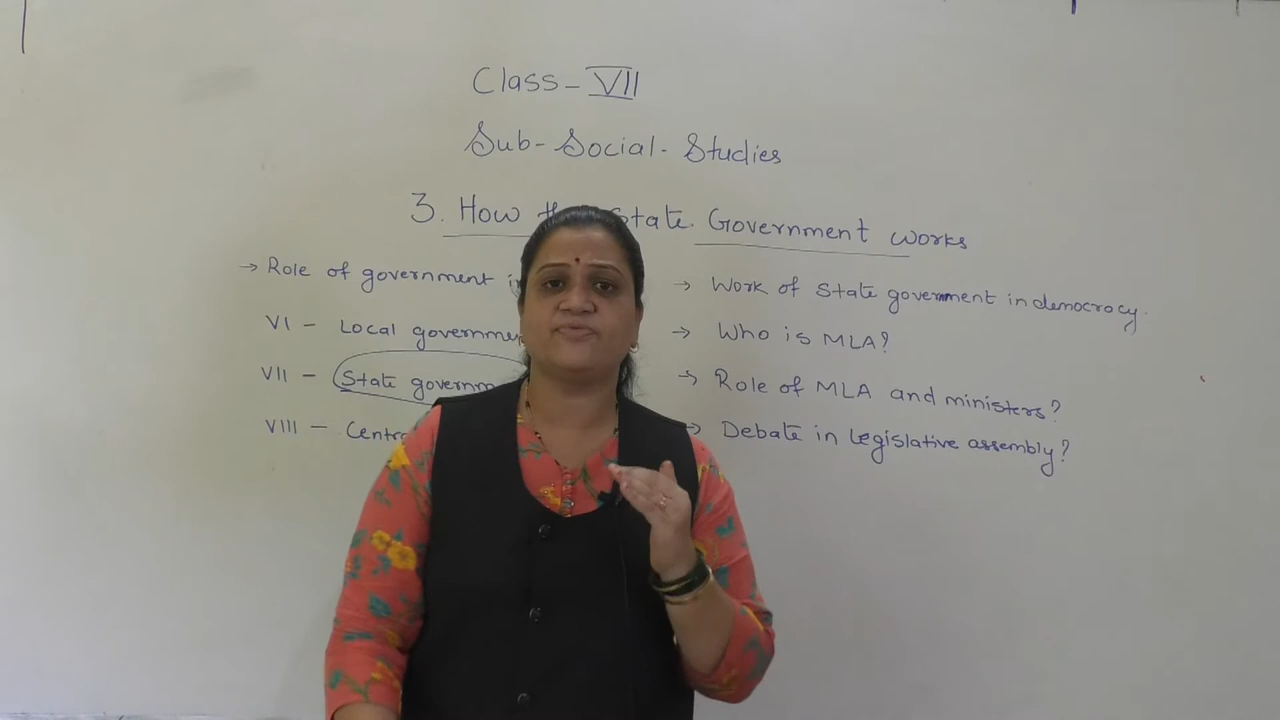 Class - VII
Sub - Social - Studies
3. How State Government works
→ Role of government
VI - Local
VII - State
VIII -
→ Work of state government in democracy.
→ Who is MLA?
→ Role of MLA and ministers?
→ Debate in legislative assembly?